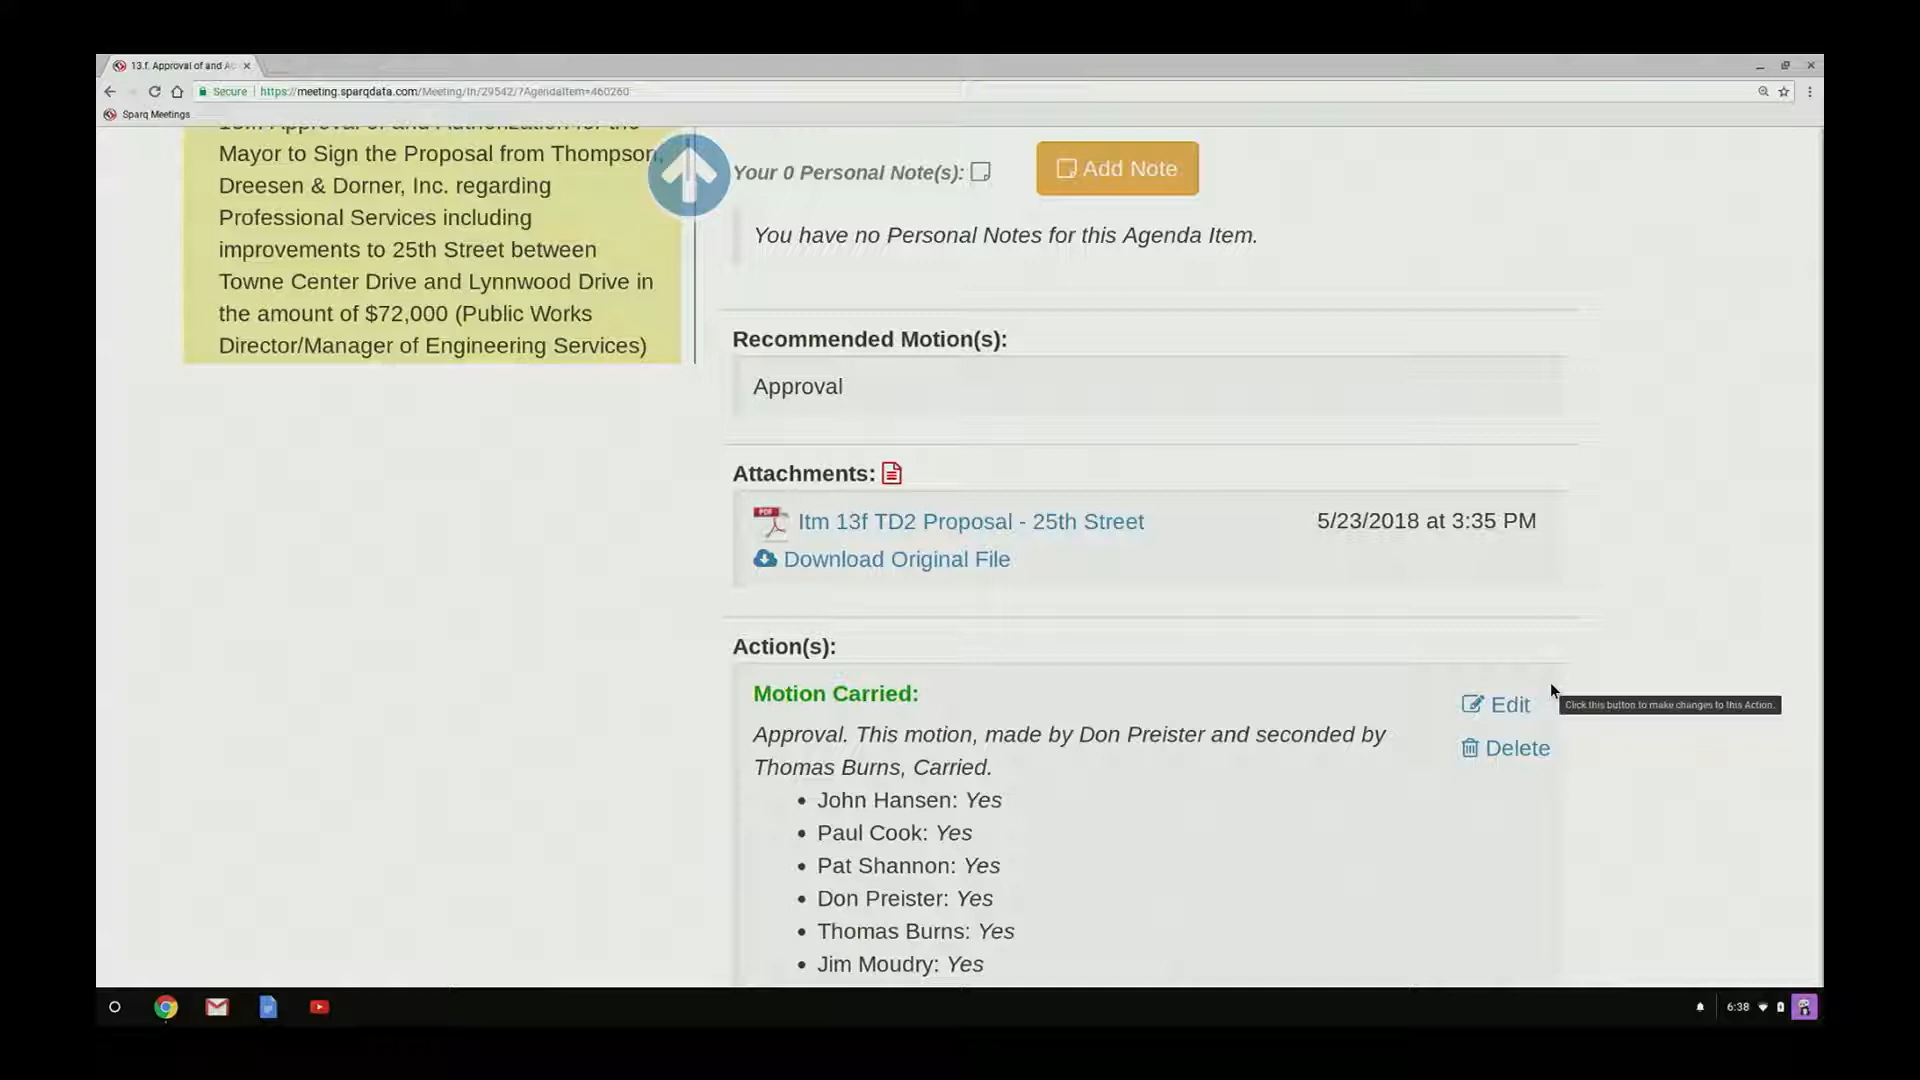 13.f. Approval of and A
Secure https://meeting.sparqdata.com/Meeting/In/29542/?AgendaItem=460260
Sparq Meetings
Approval of and Authorization for the
Mayor to Sign the Proposal from Thompson,
Dreesen & Dorner, Inc. regarding
Professional Services including
improvements to 25th Street between
Towne Center Drive and Lynnwood Drive in
the amount of $72,000 (Public Works
Director/Manager of Engineering Services)
Your 0 Personal Note(s):
Add Note
You have no Personal Notes for this Agenda Item.
Recommended Motion(s):
Approval
Attachments:
PDF
Itm 13f TD2 Proposal - 25th Street
5/23/2018 at 3:35 PM
Download Original File
Action(s):
Motion Carried:
Edit
Click this button to make changes to this Action.
Approval. This motion, made by Don Preister and seconded by
Delete
Thomas Burns, Carried.
• John Hansen: Yes
• Paul Cook: Yes
• Pat Shannon: Yes
• Don Preister: Yes
• Thomas Burns: Yes
• Jim Moudry: Yes
6:38